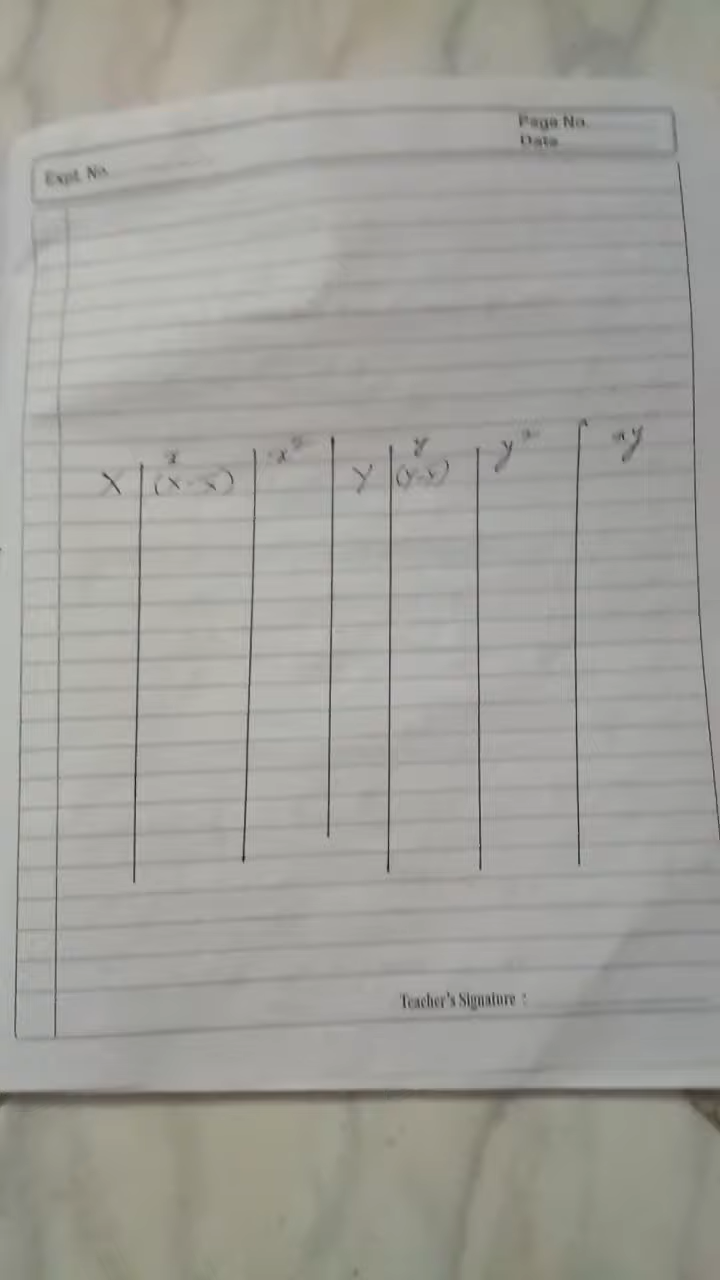 Page No.
Date
Expt. No.
x x² y y² xy
X (X-X) Y (Y-Y)
Teacher's Signature :